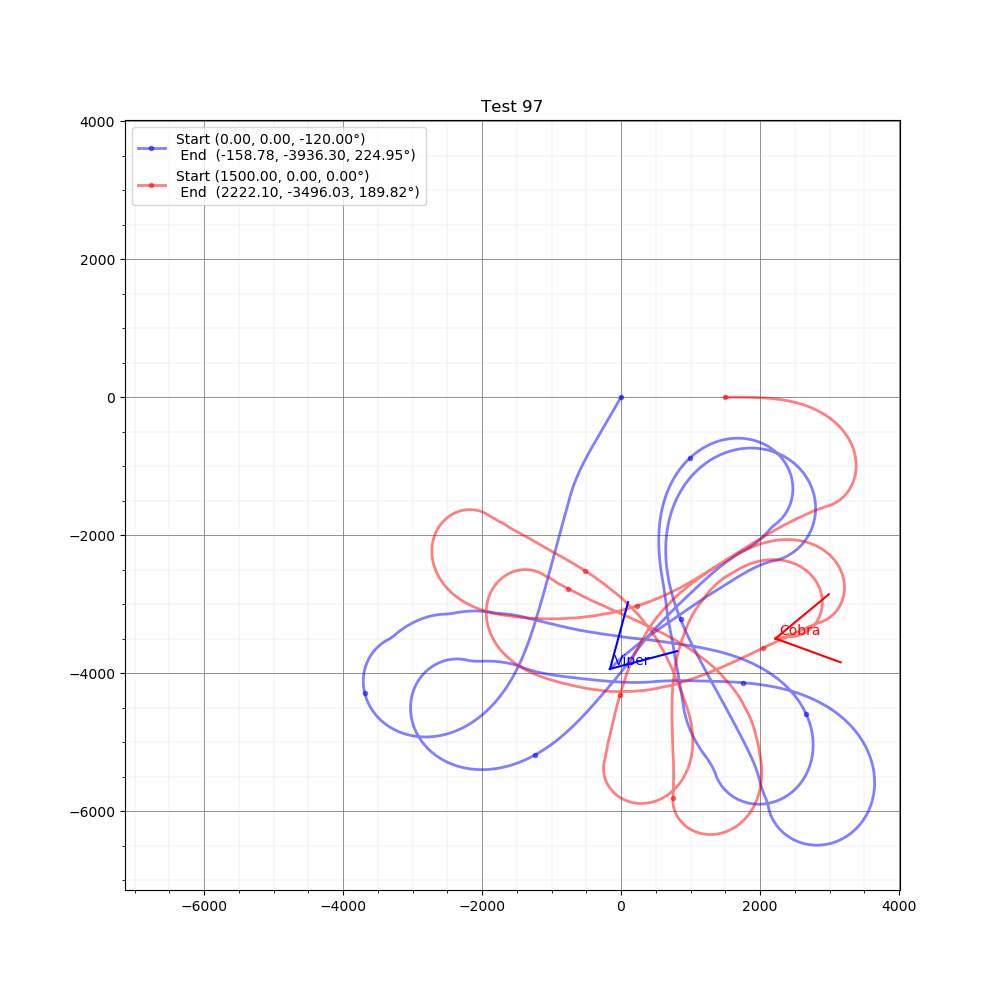 Test 97
Start (0.00, 0.00, -120.00°)
End  (-158.78, -3936.30, 224.95°)
Start (1500.00, 0.00, 0.00°)
End  (2222.10, -3496.03, 189.82°)
4000
2000
0
−2000
−4000
−6000
Cobra
Viper
−6000
−4000
−2000
0
2000
4000